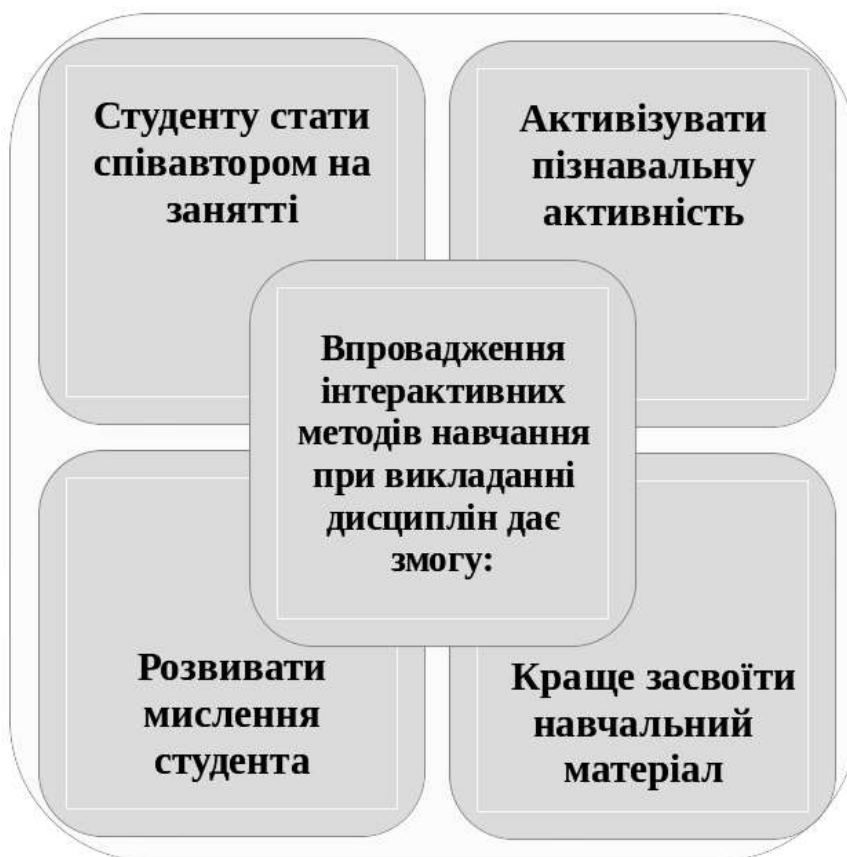 Студенту стати
співавтором на
занятті
Активізувати
пізнавальну
активність
Впровадження
інтерактивних
методів навчання
при викладанні
дисциплін дає
змогу:
Розвивати
мислення
студента
Краще засвоїти
навчальний
матеріал